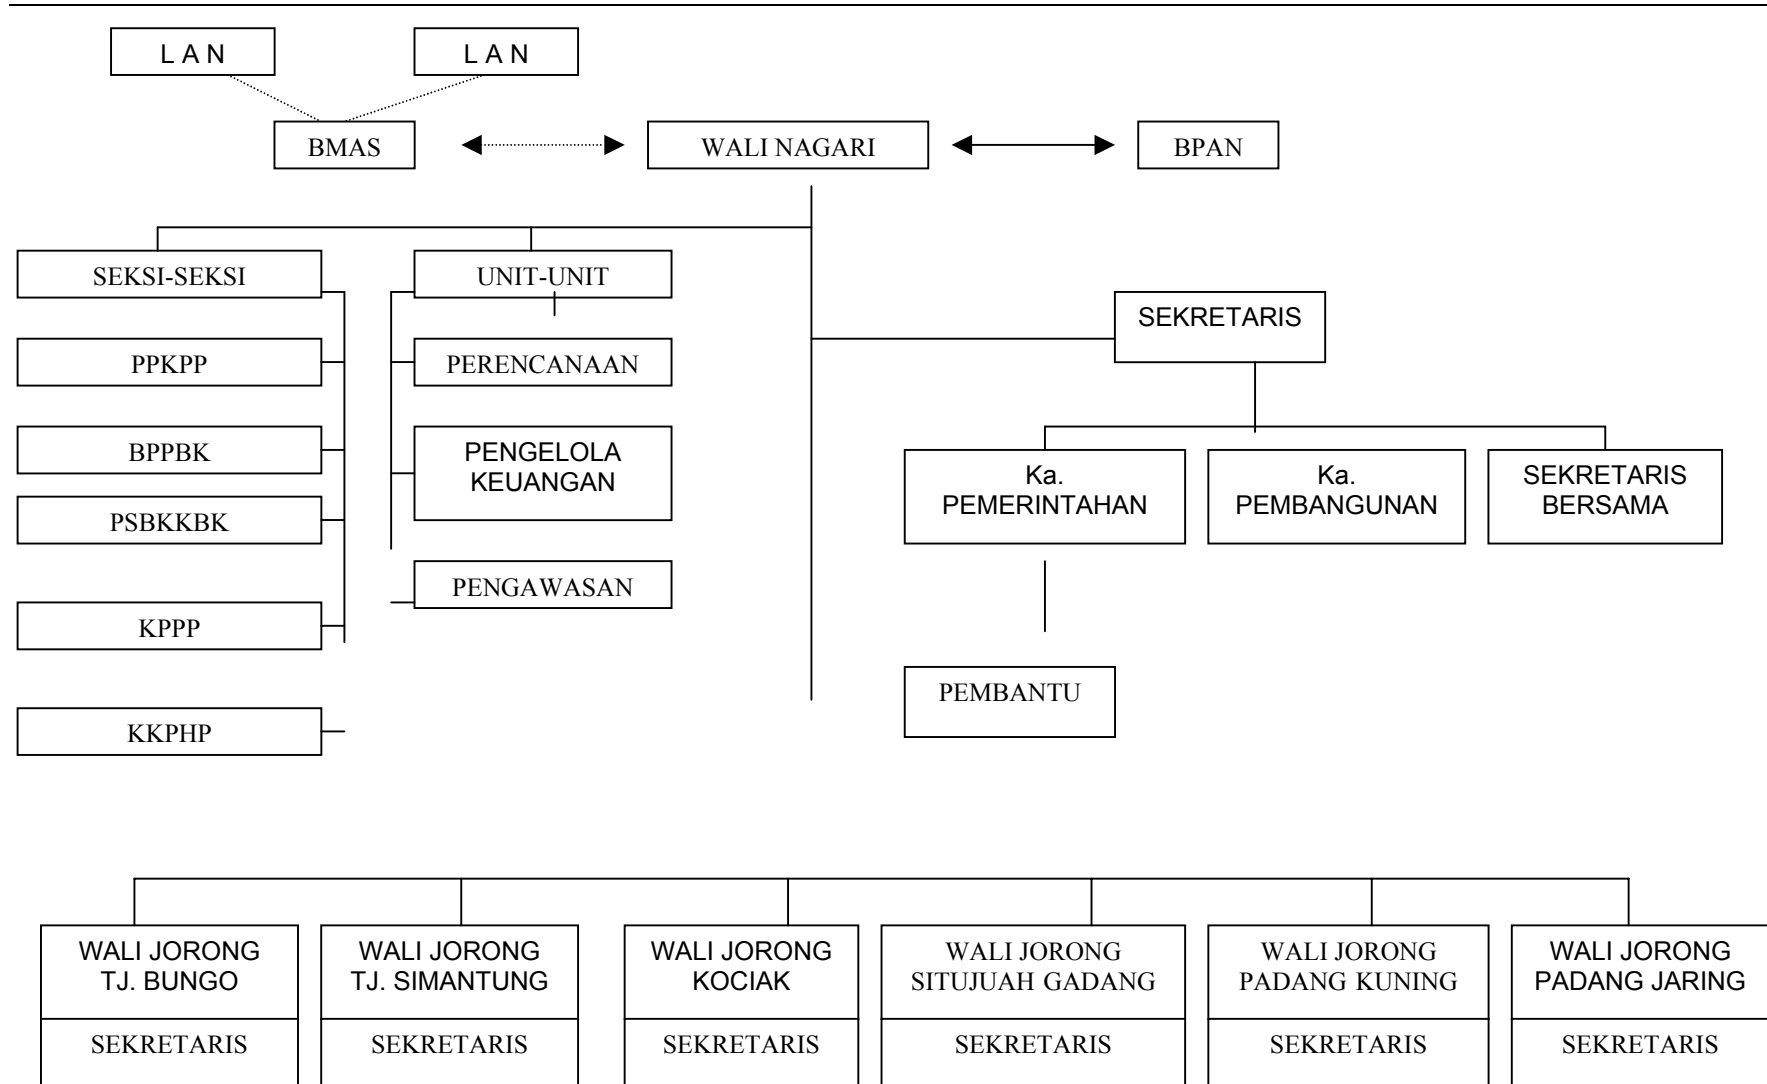 L A N
L A N
BMAS
WALI NAGARI
BPAN
SEKSI-SEKSI
UNIT-UNIT
SEKRETARIS
PPKPP
PERENCANAAN
BPPBK
PENGELOLA
KEUANGAN
Ka.
PEMERINTAHAN
Ka.
PEMBANGUNAN
SEKRETARIS
BERSAMA
PSBKKBK
PENGAWASAN
KPPP
PEMBANTU
KKPHP
WALI JORONG
TJ. BUNGO
WALI JORONG
TJ. SIMANTUNG
WALI JORONG
KOCIAK
WALI JORONG
SITUJUAH GADANG
WALI JORONG
PADANG KUNING
WALI JORONG
PADANG JARING
SEKRETARIS
SEKRETARIS
SEKRETARIS
SEKRETARIS
SEKRETARIS
SEKRETARIS